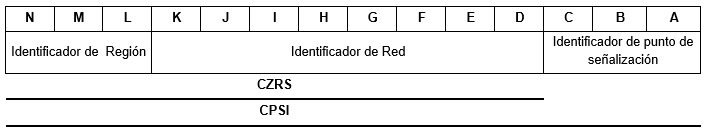 N M L K J I H G F E D C B A
Identificador de Región Identificador de Red Identificador de punto de
señalización
CZRS
CPSI